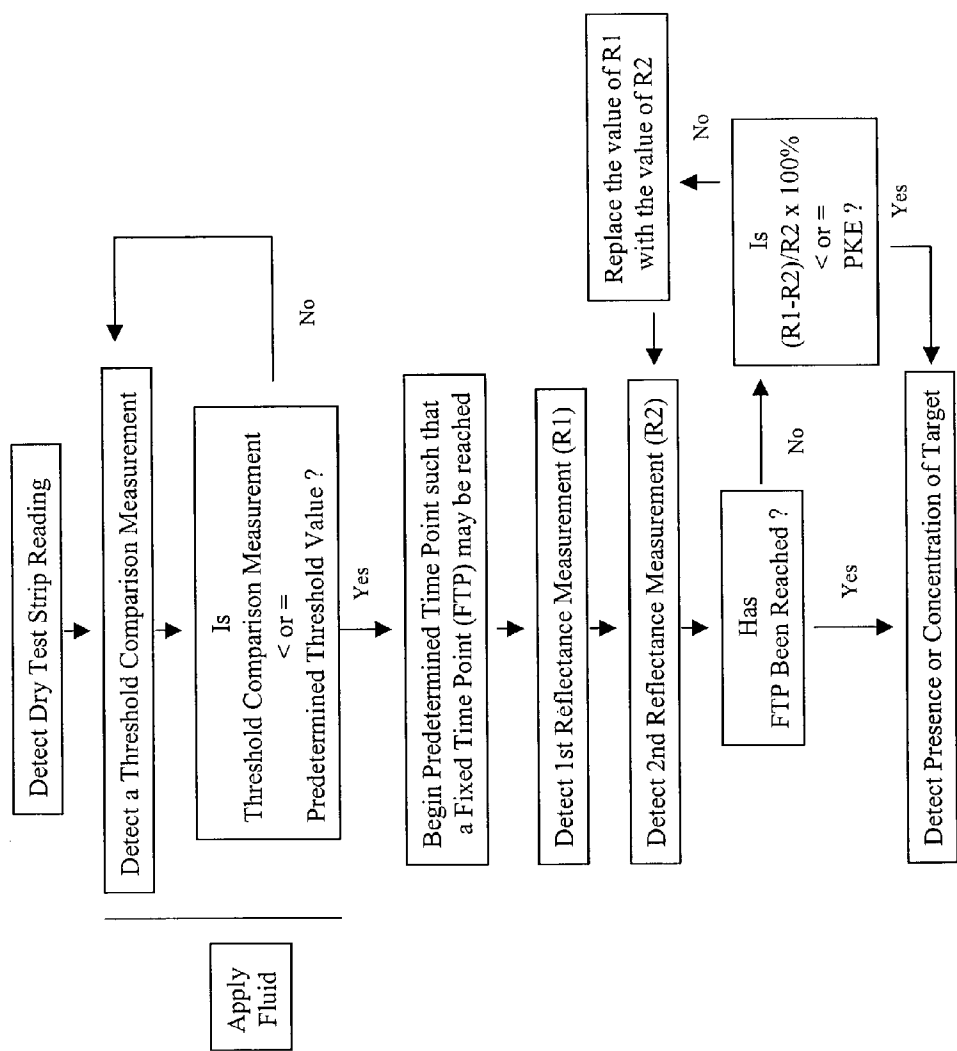 Detect Dry Test Strip Reading
Apply
Fluid
Detect a Threshold Comparison Measurement
Is
Threshold Comparison Measurement
< or =
Predetermined Threshold Value ?
No
Yes
Begin Predetermined Time Point such that
a Fixed Time Point (FTP) may be reached
Detect 1st Reflectance Measurement (R1)
Detect 2nd Reflectance Measurement (R2)
Replace the value of R1
with the value of R2
Has
FTP Been Reached ?
No
Yes
Is
(R1-R2)/R2 x 100%
< or =
PKE ?
No
Yes
Detect Presence or Concentration of Target